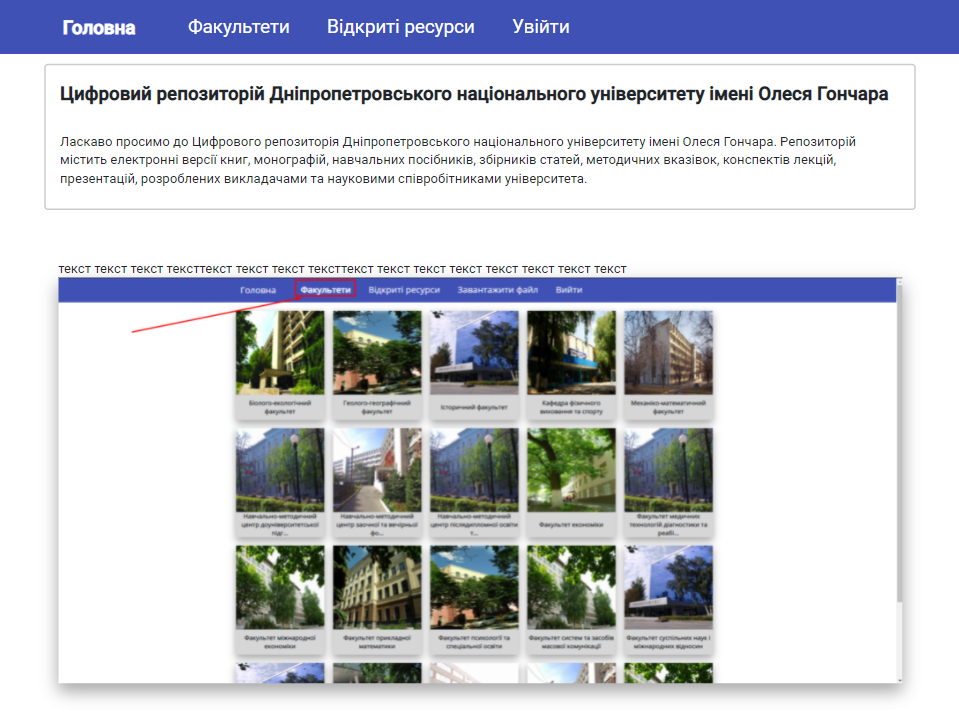 Головна Факультети Відкриті ресурси Увійти
Цифровий репозиторій Дніпропетровського національного університету імені Олеся Гончара
Ласкаво просимо до Цифрового репозиторія Дніпропетровського національного університету імені Олеся Гончара. Репозиторій
містить електронні версії книг, монографій, навчальних посібників, збірників статей, методичних вказівок, конспектів лекцій,
презентацій, розроблених викладачами та науковими співробітниками університета.
текст текст текст тексттекст текст текст тексттекст текст текст текст текст текст текст текст
Головна Факультети Відкриті ресурси Завантажити файл Вийти
Біолого-екологічний
факультет
Геолого-географічний
факультет
Історичний факультет
Кафедра фізичного
виховання та спорту
Механіко-математичний
факультет
Навчально-методичний
центр доуніверситетської
підг...
Навчально-методичний
центр заочної та вечірньої
фо...
Навчально-методичний
центр післядипломної освіти
т...
Факультет економіки
Факультет медичних
технологій діагностики та
реабі...
Факультет міжнародної
економіки
Факультет прикладної
математики
Факультет психології та
спеціальної освіти
Факультет систем та засобів
масової комунікації
Факультет суспільних наук і
міжнародних відносин